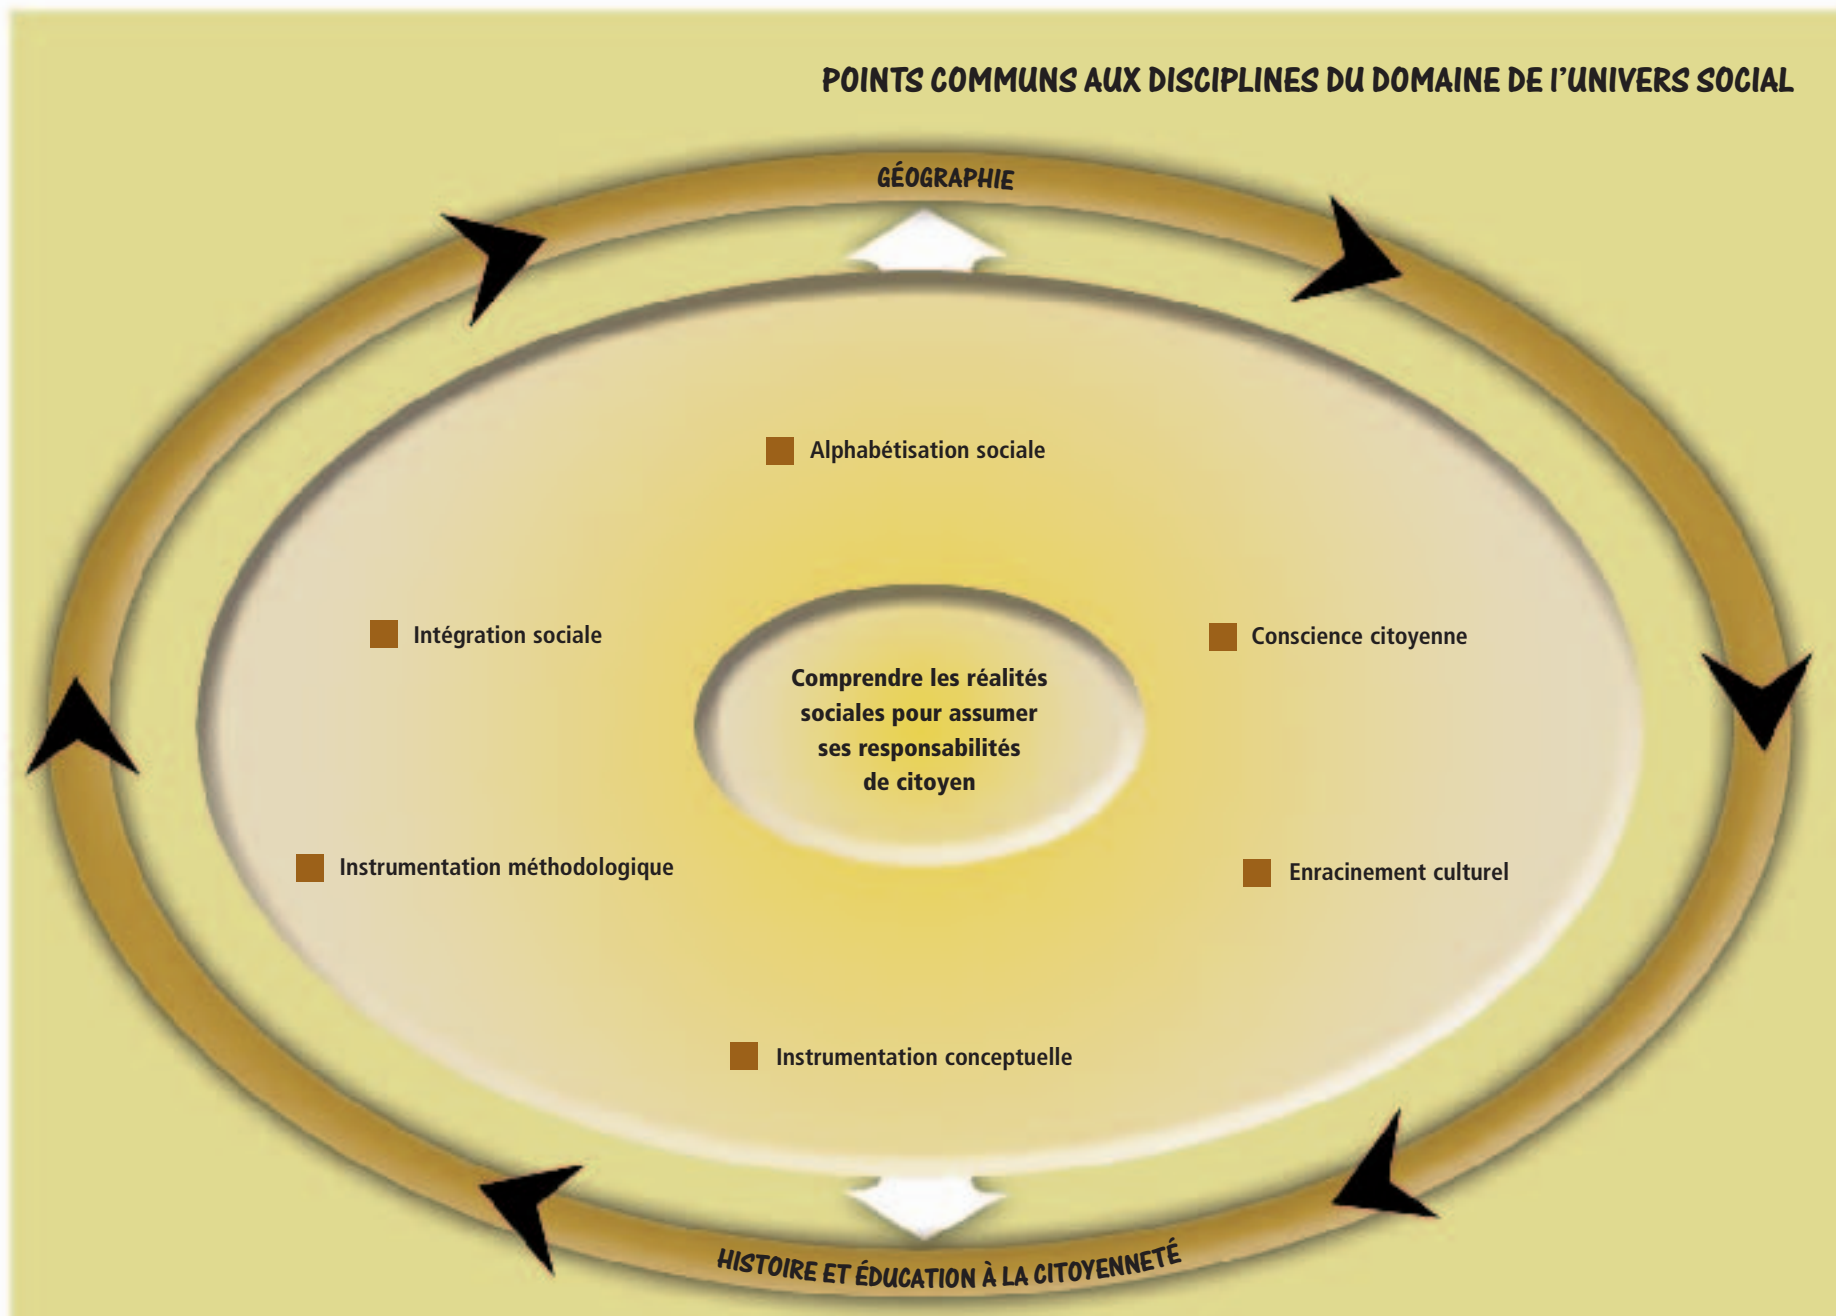 POINTS COMMUNS AUX DISCIPLINES DU DOMAINE DE l'UNIVERS SOCIAL
GÉOGRAPHIE
Alphabétisation sociale
Intégration sociale
Conscience citoyenne
Comprendre les réalités
sociales pour assumer
ses responsabilités
de citoyen
Instrumentation méthodologique
Enracinement culturel
Instrumentation conceptuelle
HISTOIRE ET ÉDUCATION À LA CITOYENNETÉ